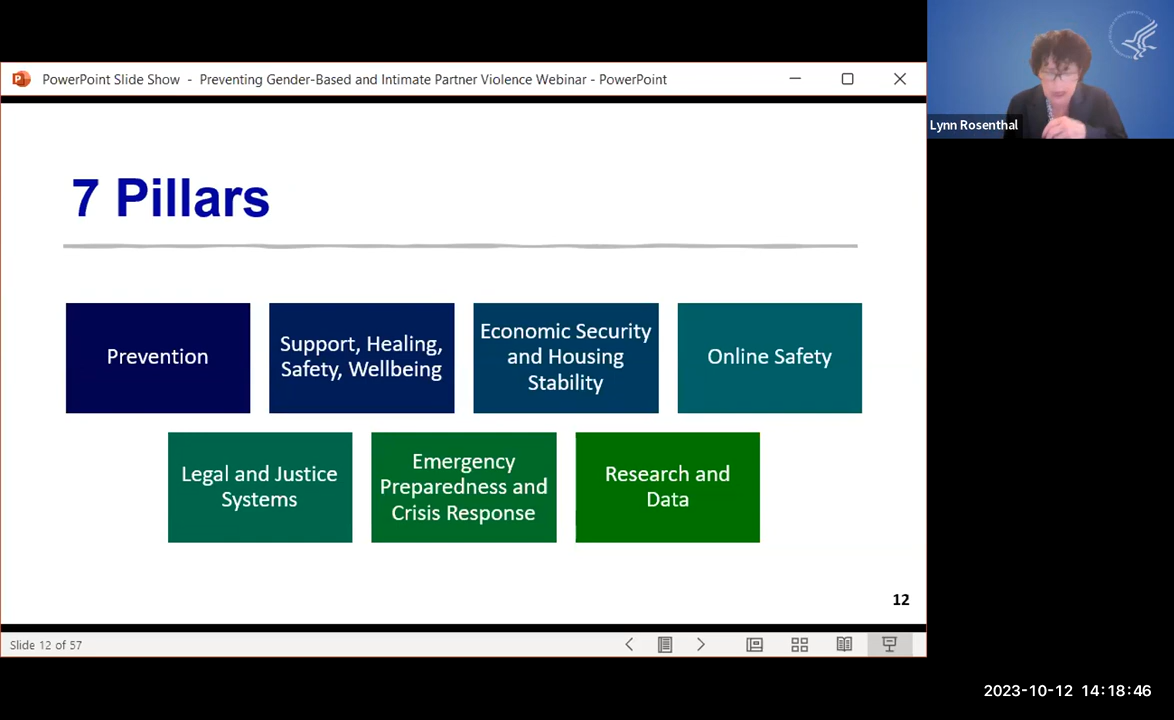 PowerPoint Slide Show - Preventing Gender-Based and Intimate Partner Violence Webinar - PowerPoint
Lynn Rosenthal
7 Pillars
Prevention
Support, Healing,
Safety, Wellbeing
Economic Security
and Housing
Stability
Online Safety
Legal and Justice
Systems
Emergency
Preparedness and
Crisis Response
Research and
Data
12
Slide 12 of 57
2023-10-12 14:18:46